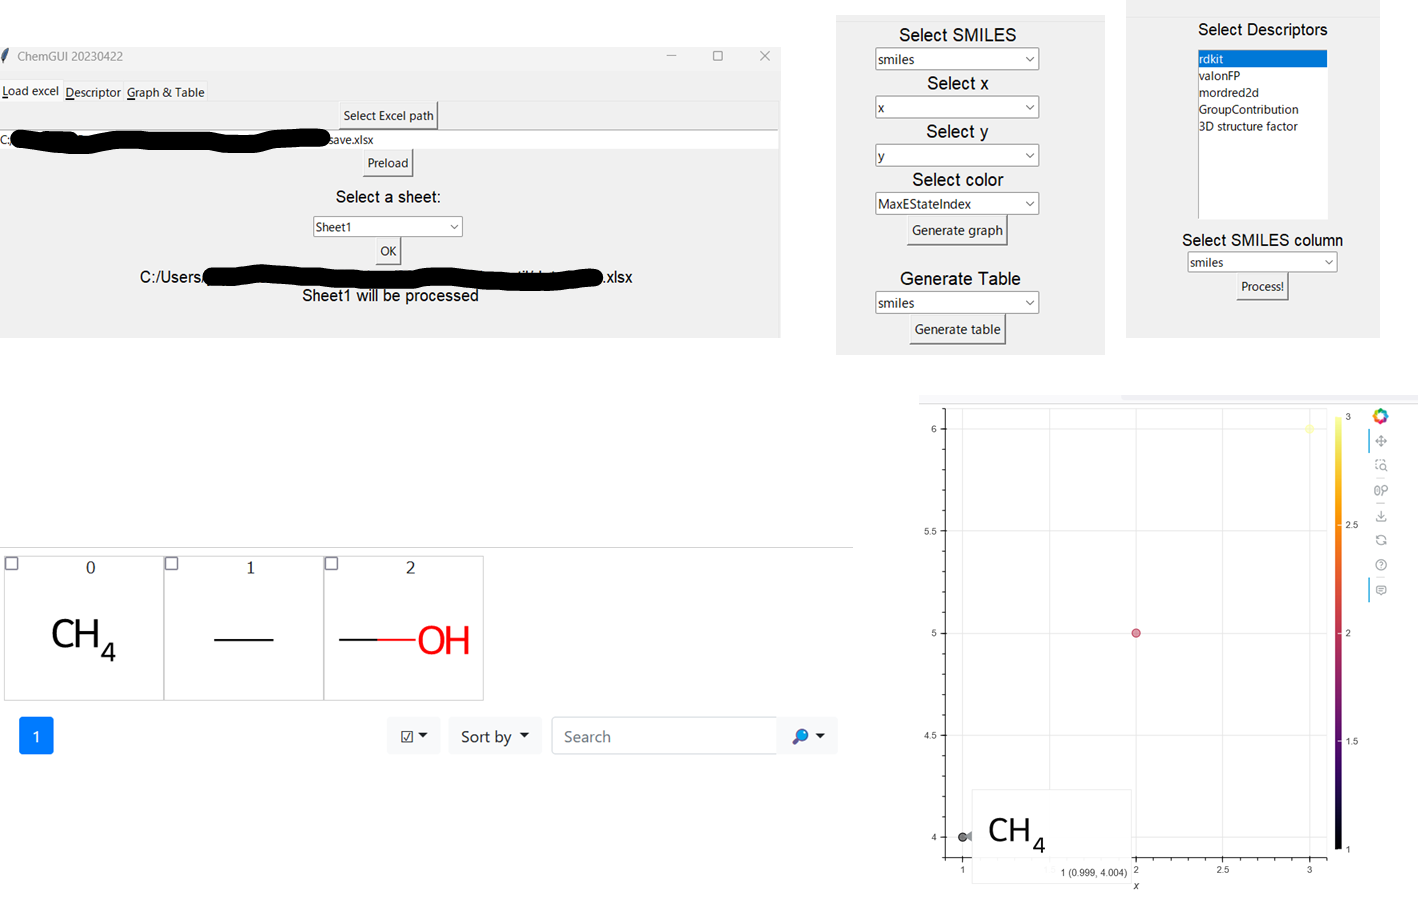 ChemGUI 20230422
Load excel Descriptor Graph & Table
Select Excel path
save.xlsx
Preload
Select a sheet:
Sheet1
OK
C:/Users
.xlsx
Sheet1 will be processed
Select SMILES
smiles
Select x
x
Select y
y
Select color
MaxEStateIndex
Generate graph
Generate Table
smiles
Generate table
Select Descriptors
rdkit
valonFP
mordred2d
GroupContribution
3D structure factor
Select SMILES column
smiles
Process!
0
CH4
1
2
OH
1
☑
Sort by
Search
6
5.5
5
4.5
4
1
2
2.5
3
x
CH4
1 (0.999, 4.004)
3
2.5
2
1.5
1